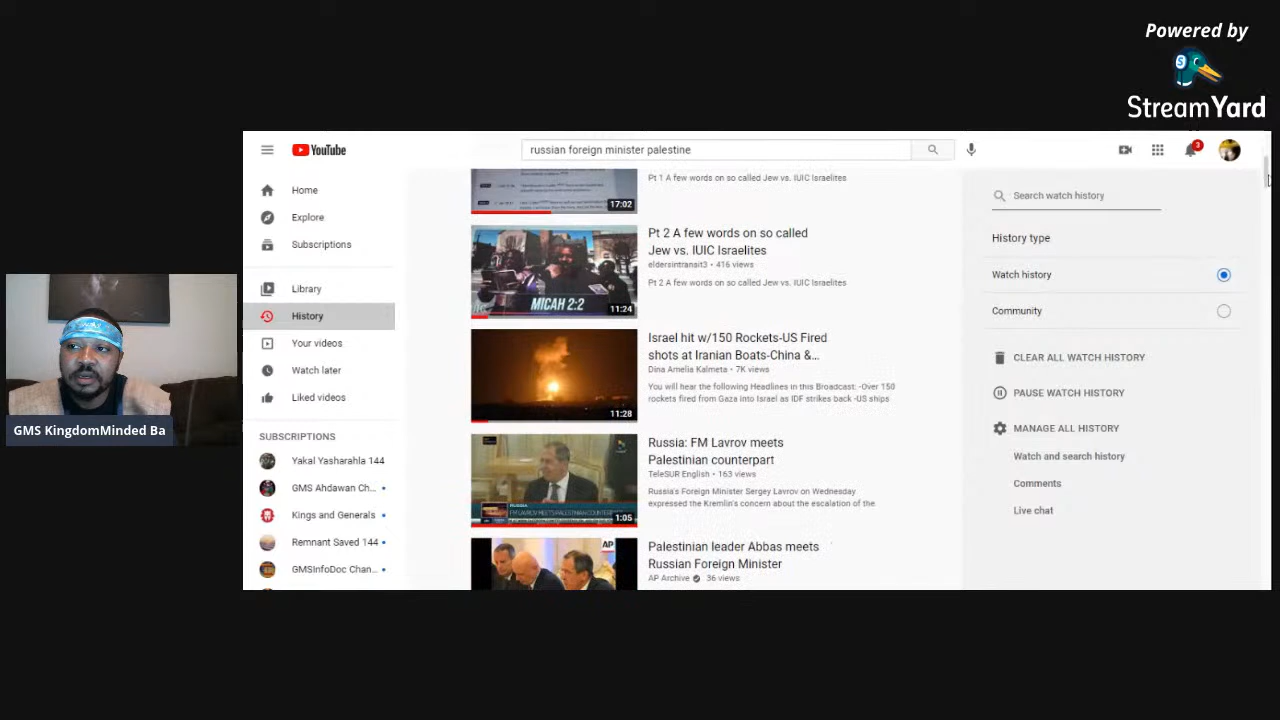 Powered by
StreamYard
YouTube
russian foreign minister palestine
3
Home
Explore
Subscriptions
Library
History
Your videos
Watch later
Liked videos
SUBSCRIPTIONS
Yakal Yasharahla 144
GMS Ahdawan Ch...
Kings and Generals
Remnant Saved 144
GMSInfoDoc Chan...
17:02
Pt 1 A few words on so called Jew vs. IUIC Israelites
MICAH 2:2
11:24
Pt 2 A few words on so called
Jew vs. IUIC Israelites
eldersintransit3 • 416 views
Pt 2 A few words on so called Jew vs. IUIC Israelites
11:28
Israel hit w/150 Rockets-US Fired
shots at Iranian Boats-China &...
Dina Amelia Kalmeta • 7K views
You will hear the following Headlines in this Broadcast: -Over 150
rockets fired from Gaza into Israel as IDF strikes back -US ships
RUSSIA
FM LAVROV MEETS PALESTINIAN COUNTERPART
1:05
Russia: FM Lavrov meets
Palestinian counterpart
TeleSUR English • 163 views
Russia's Foreign Minister Sergey Lavrov on Wednesday
expressed the Kremlin's concern about the escalation of the
AP
Palestinian leader Abbas meets
Russian Foreign Minister
AP Archive 36 views
Search watch history
History type
Watch history
Community
CLEAR ALL WATCH HISTORY
PAUSE WATCH HISTORY
MANAGE ALL HISTORY
Watch and search history
Comments
Live chat
GMS KingdomMinded Ba